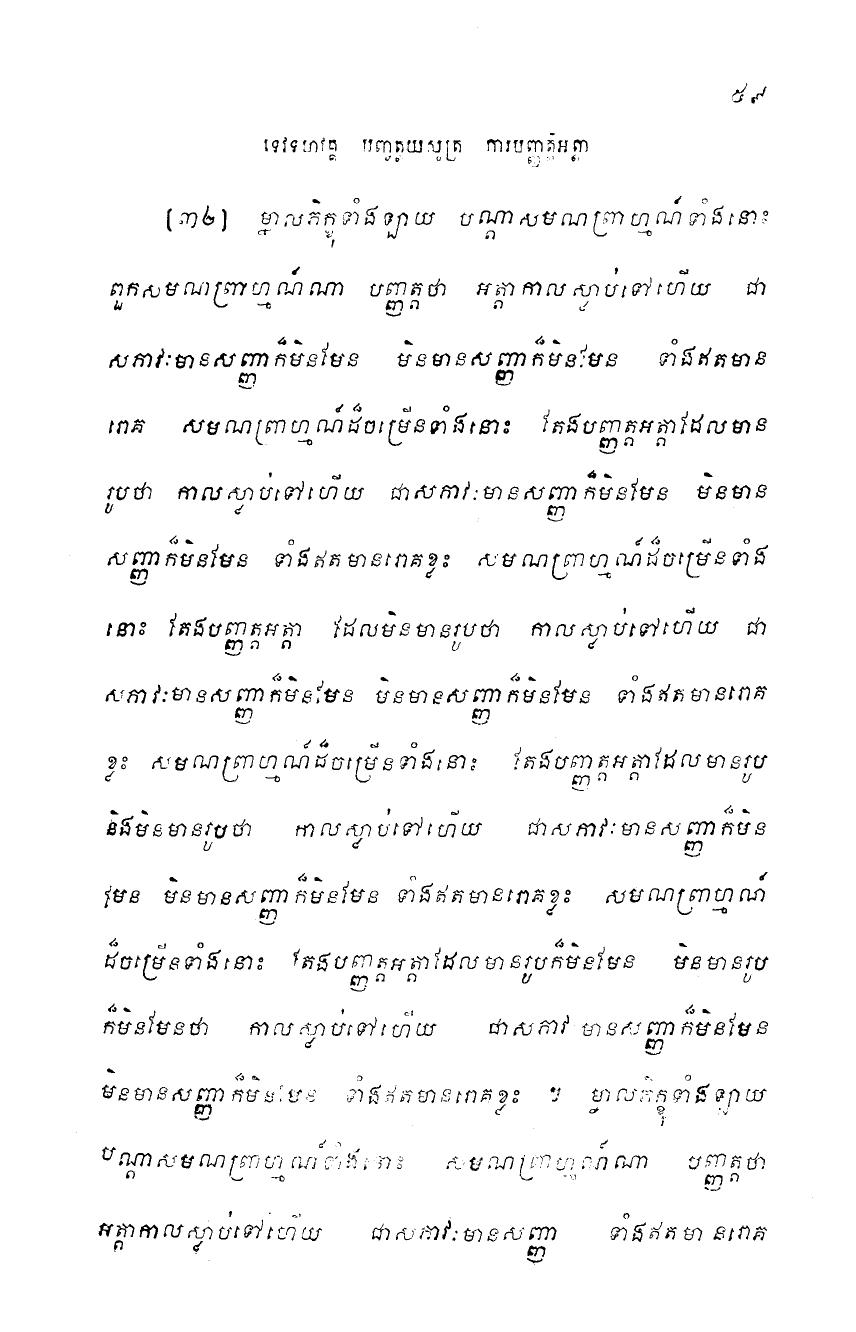 ៥៩
ទេវទហវគ្គ បញ្ចត្តយសូត្រ ការបញ្ញត្តិអត្តា
[៣២] ម្នាលភិក្ខុទាំងឡាយ បណ្តាសមណព្រាហ្មណ៍ទាំងនោះ
ពួកសមណព្រាហ្មណ៍ណា បញ្ញត្តថា អត្តាកាលស្លាប់ទៅហើយ ជា
សភាវៈមានសញ្ញាក៏មិនមែន មិនមានសញ្ញាក៏មិនមែន ទាំងឥតមាន
រោគ សមណព្រាហ្មណ៍ដ៏ចម្រើនទាំងនោះ តែងបញ្ញត្តអត្តាដែលមាន
រូបថា កាលស្លាប់ទៅហើយ ជាសភាវៈមានសញ្ញាក៏មិនមែន មិនមាន
សញ្ញាក៏មិនមែន ទាំងឥតមានរោគខ្លះ សមណព្រាហ្មណ៍ដ៏ចម្រើនទាំង
នោះ តែងបញ្ញត្តអត្តា ដែលមិនមានរូបថា កាលស្លាប់ទៅហើយ ជា
សភាវៈមានសញ្ញាក៏មិនមែន មិនមានសញ្ញាក៏មិនមែន ទាំងឥតមានរោគ
ខ្លះ សមណព្រាហ្មណ៍ដ៏ចម្រើនទាំងនោះ តែងបញ្ញត្តអត្តាដែលមានរូប
និងមិនមានរូបថា កាលស្លាប់ទៅហើយ ជាសភាវៈមានសញ្ញាក៏មិន
មែន មិនមានសញ្ញាក៏មិនមែន ទាំងឥតមានរោគខ្លះ សមណព្រាហ្មណ៍
ដ៏ចម្រើនទាំងនោះ តែងបញ្ញត្តអត្តាដែលមានរូបក៏មិនមែន មិនមានរូប
ក៏មិនមែនថា កាលស្លាប់ទៅហើយ ជាសភាវៈមានសញ្ញាក៏មិនមែន
មិនមានសញ្ញាក៏មិនមែន ទាំងឥតមានរោគខ្លះ ។ ម្នាលភិក្ខុទាំងឡាយ
បណ្តាសមណព្រាហ្មណ៍ទាំងនោះ សមណព្រាហ្មណ៍ណា បញ្ញត្តថា
អត្តាកាលស្លាប់ទៅហើយ ជាសភាវៈមានសញ្ញា ទាំងឥតមានរោគ